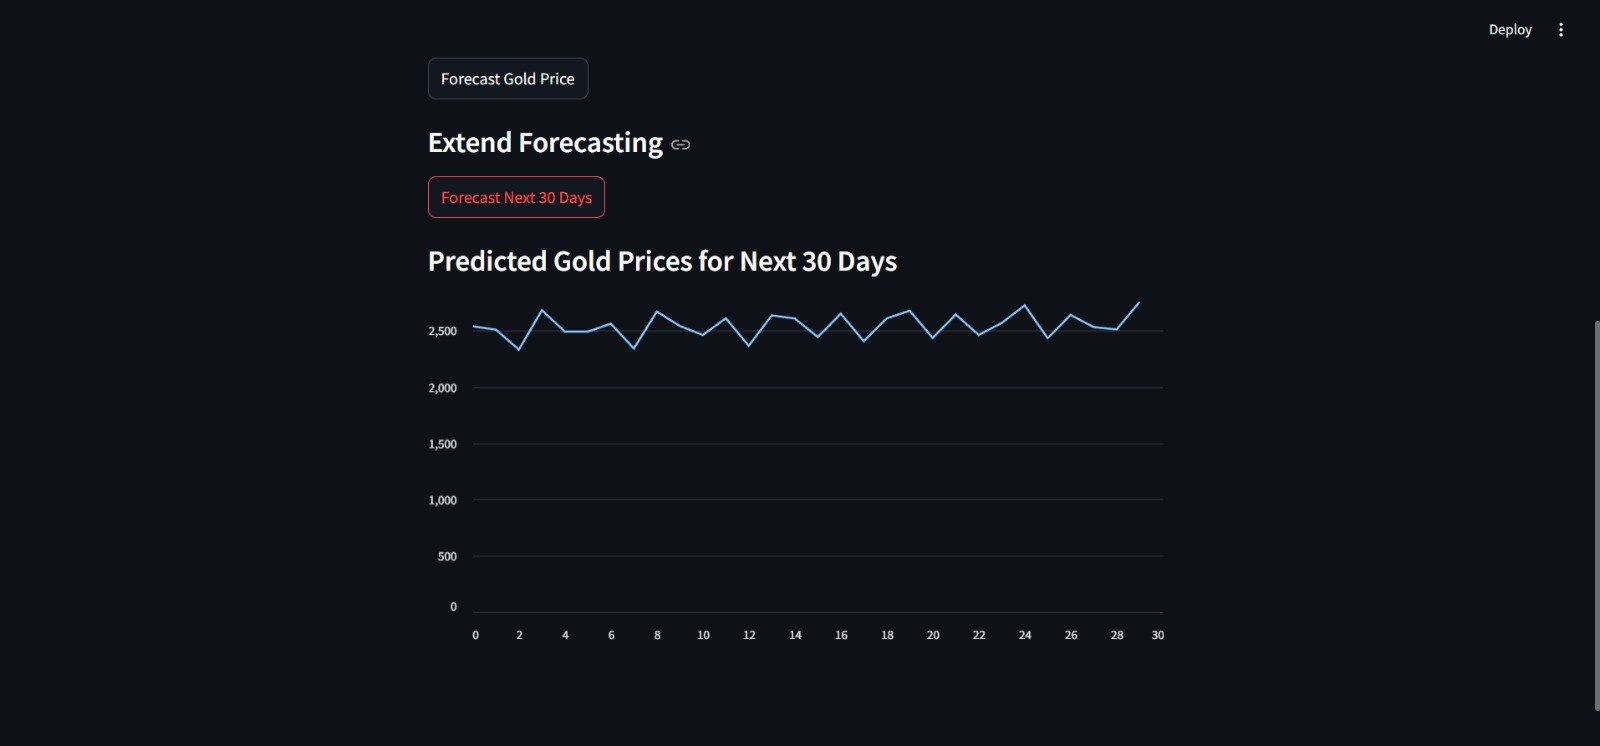 Deploy
Forecast Gold Price
Extend Forecasting
Forecast Next 30 Days
Predicted Gold Prices for Next 30 Days
2,500
2,000
1,500
1,000
500
0
0 2 4 6 8 10 12 14 16 18 20 22 24 26 28 30